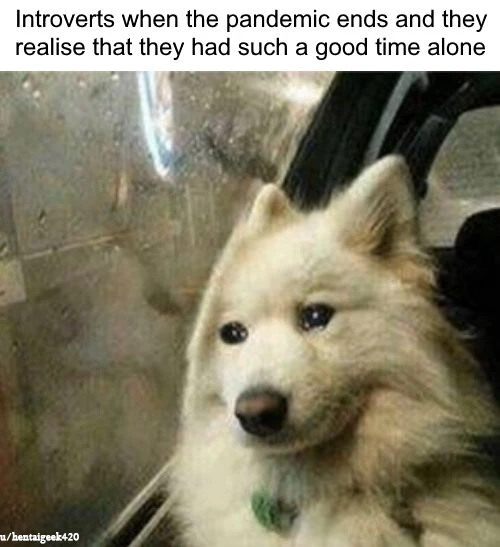 Introverts when the pandemic ends and they
realise that they had such a good time alone
u/hentaigeek420